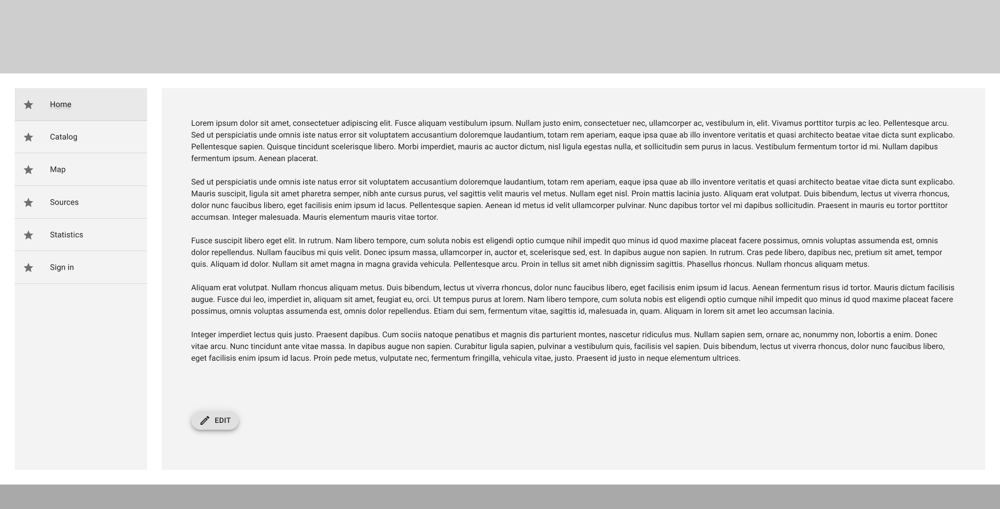 Home
Catalog
Map
Sources
Statistics
Sign in
Lorem ipsum dolor sit amet, consectetuer adipiscing elit. Fusce aliquam vestibulum ipsum. Nullam justo enim, consectetuer nec, ullamcorper ac, vestibulum in, elit. Vivamus porttitor turpis ac leo. Pellentesque arcu.
Sed ut perspiciatis unde omnis iste natus error sit voluptatem accusantium doloremque laudantium, totam rem aperiam, eaque ipsa quae ab illo inventore veritatis et quasi architecto beatae vitae dicta sunt explicabo.
Pellentesque sapien. Quisque tincidunt scelerisque libero. Morbi imperdiet, mauris ac auctor dictum, nisl ligula egestas nulla, et sollicitudin sem purus in lacus. Vestibulum fermentum tortor id mi. Nullam dapibus
fermentum ipsum. Aenean placerat.
Sed ut perspiciatis unde omnis iste natus error sit voluptatem accusantium doloremque laudantium, totam rem aperiam, eaque ipsa quae ab illo inventore veritatis et quasi architecto beatae vitae dicta sunt explicabo.
Mauris suscipit, ligula sit amet pharetra semper, nibh ante cursus purus, vel sagittis velit mauris vel metus. Nullam eget nisl. Proin mattis lacinia justo. Aliquam erat volutpat. Duis bibendum, lectus ut viverra rhoncus,
dolor nunc faucibus libero, eget facilisis enim ipsum id lacus. Pellentesque sapien. Aenean id metus id velit ullamcorper pulvinar. Nunc dapibus tortor vel mi dapibus sollicitudin. Praesent in mauris eu tortor porttitor
accumsan. Integer malesuada. Mauris elementum mauris vitae tortor.
Fusce suscipit libero eget elit. In rutrum. Nam libero tempore, cum soluta nobis est eligendi optio cumque nihil impedit quo minus id quod maxime placeat facere possimus, omnis voluptas assumenda est, omnis
dolor repellendus. Nullam faucibus mi quis velit. Donec ipsum massa, ullamcorper in, auctor et, scelerisque sed, est. In dapibus augue non sapien. In rutrum. Cras pede libero, dapibus nec, pretium sit amet, tempor
quis. Aliquam id dolor. Nullam sit amet magna in magna gravida vehicula. Pellentesque arcu. Proin in tellus sit amet nibh dignissim sagittis. Phasellus rhoncus. Nullam rhoncus aliquam metus.
Aliquam erat volutpat. Nullam rhoncus aliquam metus. Duis bibendum, lectus ut viverra rhoncus, dolor nunc faucibus libero, eget facilisis enim ipsum id lacus. Aenean fermentum risus id tortor. Mauris dictum facilisis
augue. Fusce dui leo, imperdiet in, aliquam sit amet, feugiat eu, orci. Ut tempus purus at lorem. Nam libero tempore, cum soluta nobis est eligendi optio cumque nihil impedit quo minus id quod maxime placeat facere
possimus, omnis voluptas assumenda est, omnis dolor repellendus. Etiam dui sem, fermentum vitae, sagittis id, malesuada in, quam. Aliquam in lorem sit amet leo accumsan lacinia.
Integer imperdiet lectus quis justo. Praesent dapibus. Cum sociis natoque penatibus et magnis dis parturient montes, nascetur ridiculus mus. Nullam sapien sem, ornare ac, nonummy non, lobortis a enim. Donec
vitae arcu. Nunc tincidunt ante vitae massa. In dapibus augue non sapien. Curabitur ligula sapien, pulvinar a vestibulum quis, facilisis vel sapien. Duis bibendum, lectus ut viverra rhoncus, dolor nunc faucibus libero,
eget facilisis enim ipsum id lacus. Proin pede metus, vulputate nec, fermentum fringilla, vehicula vitae, justo. Praesent id justo in neque elementum ultrices.
EDIT